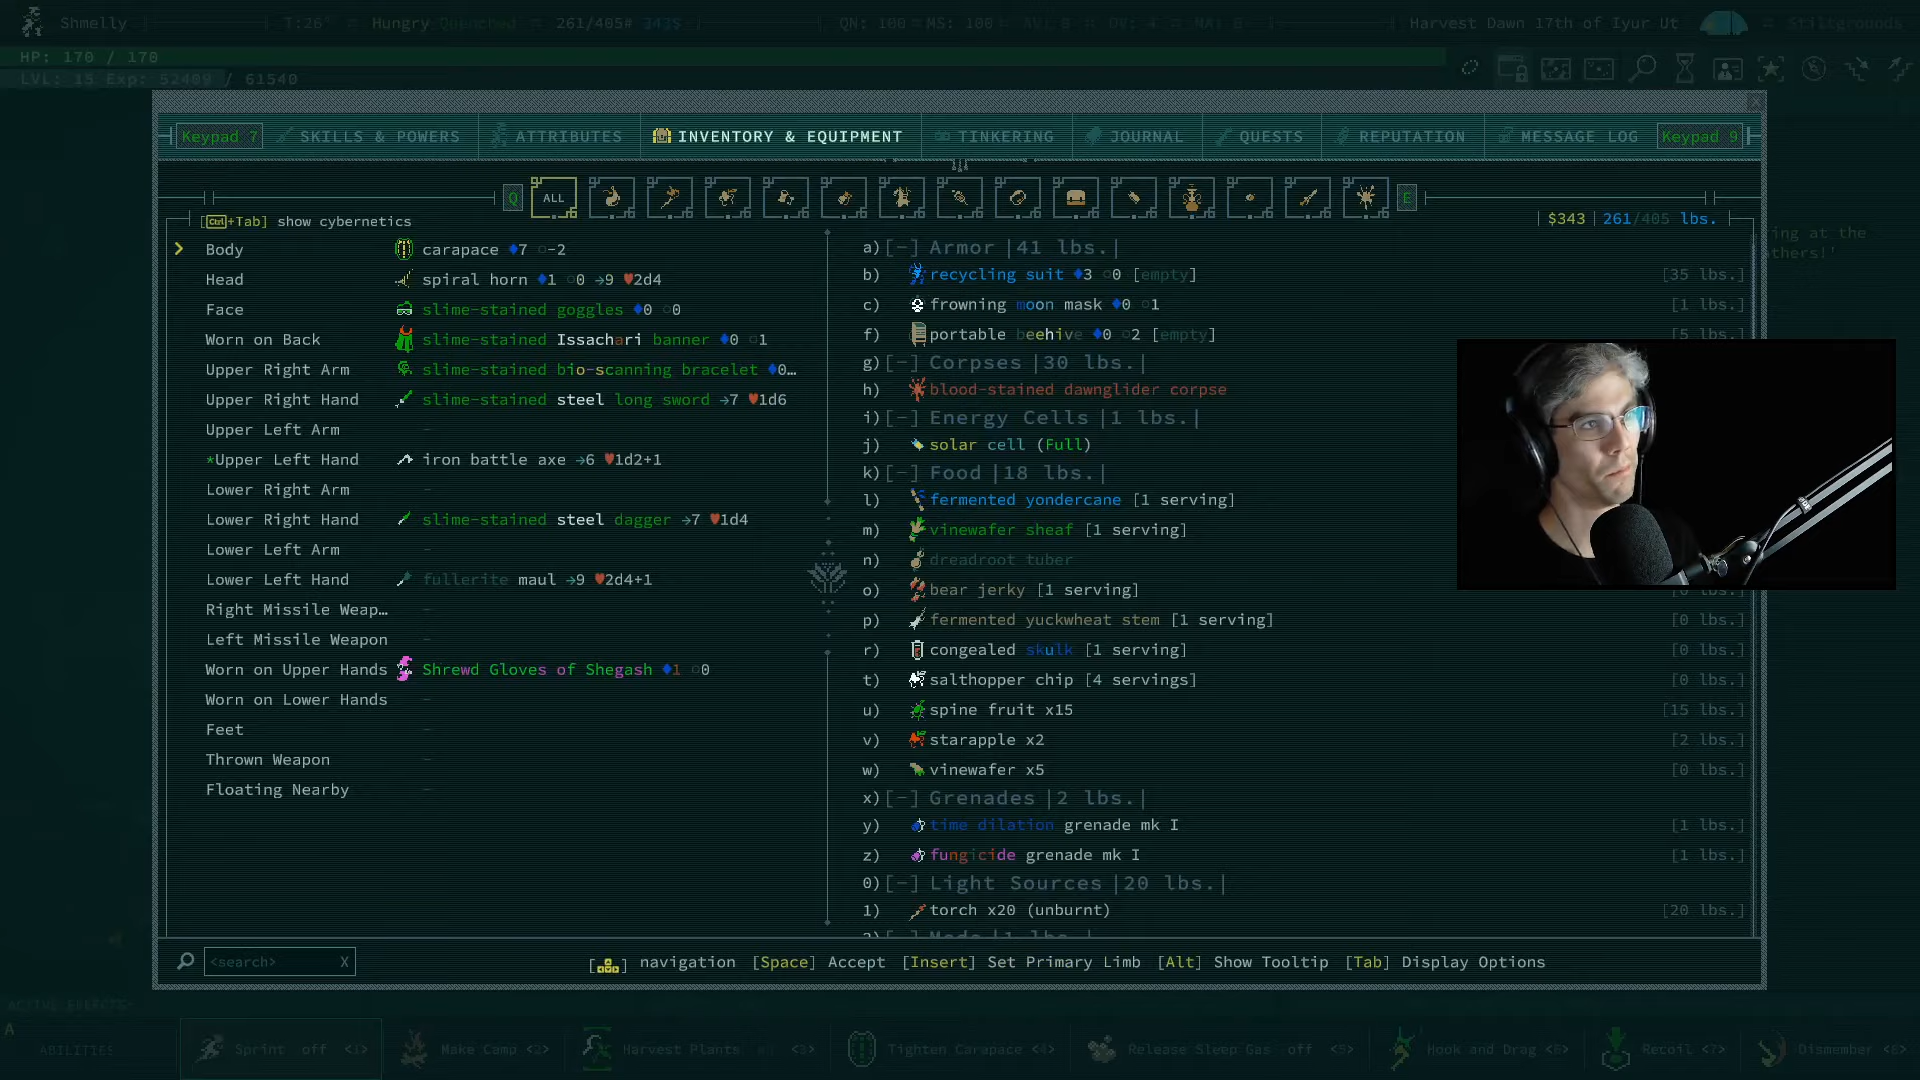 Shmelly T:26° Hungry Quenched 261/405# 343$ QN: 100 MS: 100 Harvest Dawn 17th of Iyur Ut Stiltgrounds
HP: 170 / 170
LVL: 15 Exp: 52409 / 61540
Keypad 7 SKILLS & POWERS ATTRIBUTES INVENTORY & EQUIPMENT TINKERING JOURNAL QUESTS REPUTATION MESSAGE LOG Keypad 9
Q ALL E
[Ctrl+Tab] show cybernetics
$343 | 261/405 lbs.
Body carapace ♦7 ○-2
Head spiral horn ♦1 ○0 →9 ♥2d4
Face slime-stained goggles ♦0 ○0
Worn on Back slime-stained Issachari banner ♦0 ○1
Upper Right Arm slime-stained bio-scanning bracelet ♦0…
Upper Right Hand slime-stained steel long sword →7 ♥1d6
Upper Left Arm –
*Upper Left Hand iron battle axe →6 ♥1d2+1
Lower Right Arm –
Lower Right Hand slime-stained steel dagger →7 ♥1d4
Lower Left Arm –
Lower Left Hand fullerite maul →9 ♥2d4+1
Right Missile Weap… –
Left Missile Weapon –
Worn on Upper Hands Shrewd Gloves of Shegash ♦1 ○0
Worn on Lower Hands –
Feet –
Thrown Weapon –
Floating Nearby –
a) [-] Armor |41 lbs.|
b) recycling suit ♦3 ○0 [empty] [35 lbs.]
c) frowning moon mask ♦0 ○1 [1 lbs.]
f) portable beehive ♦0 ○2 [empty] [5 lbs.]
g) [-] Corpses |30 lbs.|
h) blood-stained dawnglider corpse
i) [-] Energy Cells |1 lbs.|
j) solar cell (Full)
k) [-] Food |18 lbs.|
l) fermented yondercane [1 serving]
m) vinewafer sheaf [1 serving]
n) dreadroot tuber
o) bear jerky [1 serving] [0 lbs.]
p) fermented yuckwheat stem [1 serving] [0 lbs.]
r) congealed skulk [1 serving] [0 lbs.]
t) salthopper chip [4 servings] [0 lbs.]
u) spine fruit x15 [15 lbs.]
v) starapple x2 [2 lbs.]
w) vinewafer x5 [0 lbs.]
x) [-] Grenades |2 lbs.|
y) time dilation grenade mk I [1 lbs.]
z) fungicide grenade mk I [1 lbs.]
0) [-] Light Sources |20 lbs.|
1) torch x20 (unburnt) [20 lbs.]
<search> X
navigation [Space] Accept [Insert] Set Primary Limb [Alt] Show Tooltip [Tab] Display Options
A
ABILITIES Sprint off <1> Make Camp <2> Harvest Plants <3> Tighten Carapace <4> Release Sleep Gas off <5> Hook and Drag <6> Recoil <7> Dismember <8>